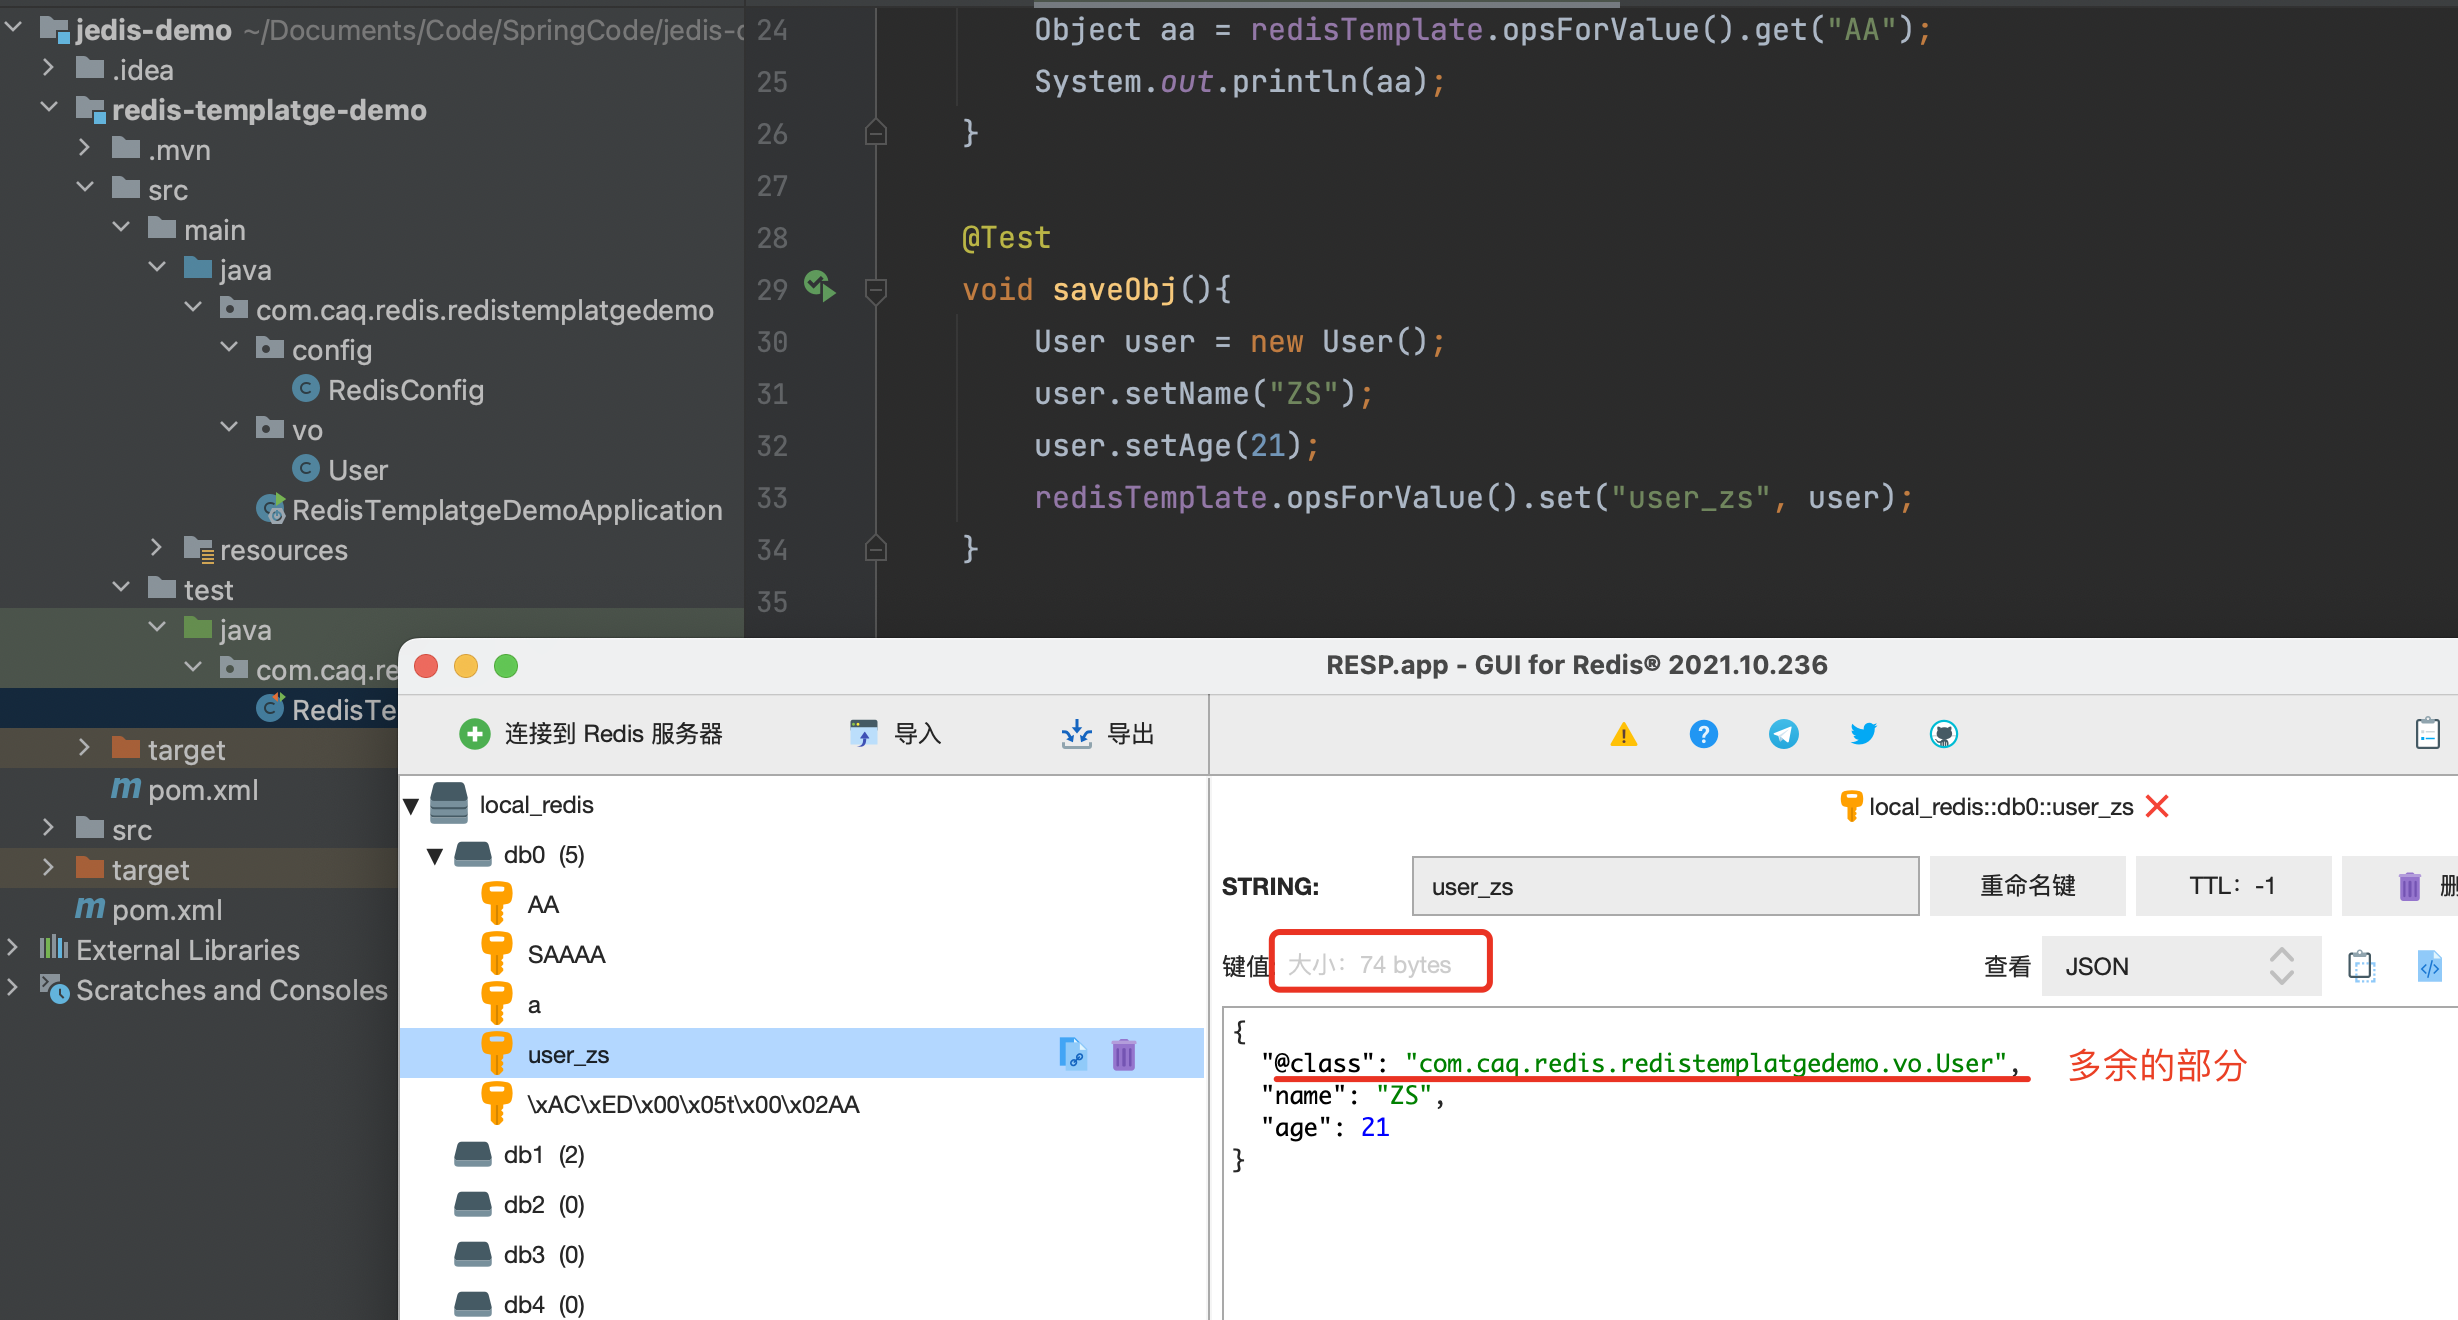 jedis-demo ~/Documents/Code/SpringCode/jedis-
.idea
redis-templatge-demo
.mvn
src
main
java
com.caq.redis.redistemplatgedemo
config
RedisConfig
vo
User
RedisTemplatgeDemoApplication
resources
test
java
com.caq.re
RedisTe
target
pom.xml
src
target
pom.xml
External Libraries
Scratches and Consoles
24 Object aa = redisTemplate.opsForValue().get("AA");
25 System.out.println(aa);
26 }
27
28 @Test
29 void saveObj(){
30 User user = new User();
31 user.setName("ZS");
32 user.setAge(21);
33 redisTemplate.opsForValue().set("user_zs", user);
34 }
35
RESP.app - GUI for Redis® 2021.10.236
连接到 Redis 服务器 导入 导出
local_redis
db0 (5)
AA
SAAAA
a
user_zs
\xAC\xED\x00\x05t\x00\x02AA
db1 (2)
db2 (0)
db3 (0)
db4 (0)
local_redis::db0::user_zs
STRING: user_zs 重命名键 TTL: -1
键值 大小: 74 bytes 查看 JSON
{
"@class": "com.caq.redis.redistemplatgedemo.vo.User", 多余的部分
"name": "ZS",
"age": 21
}